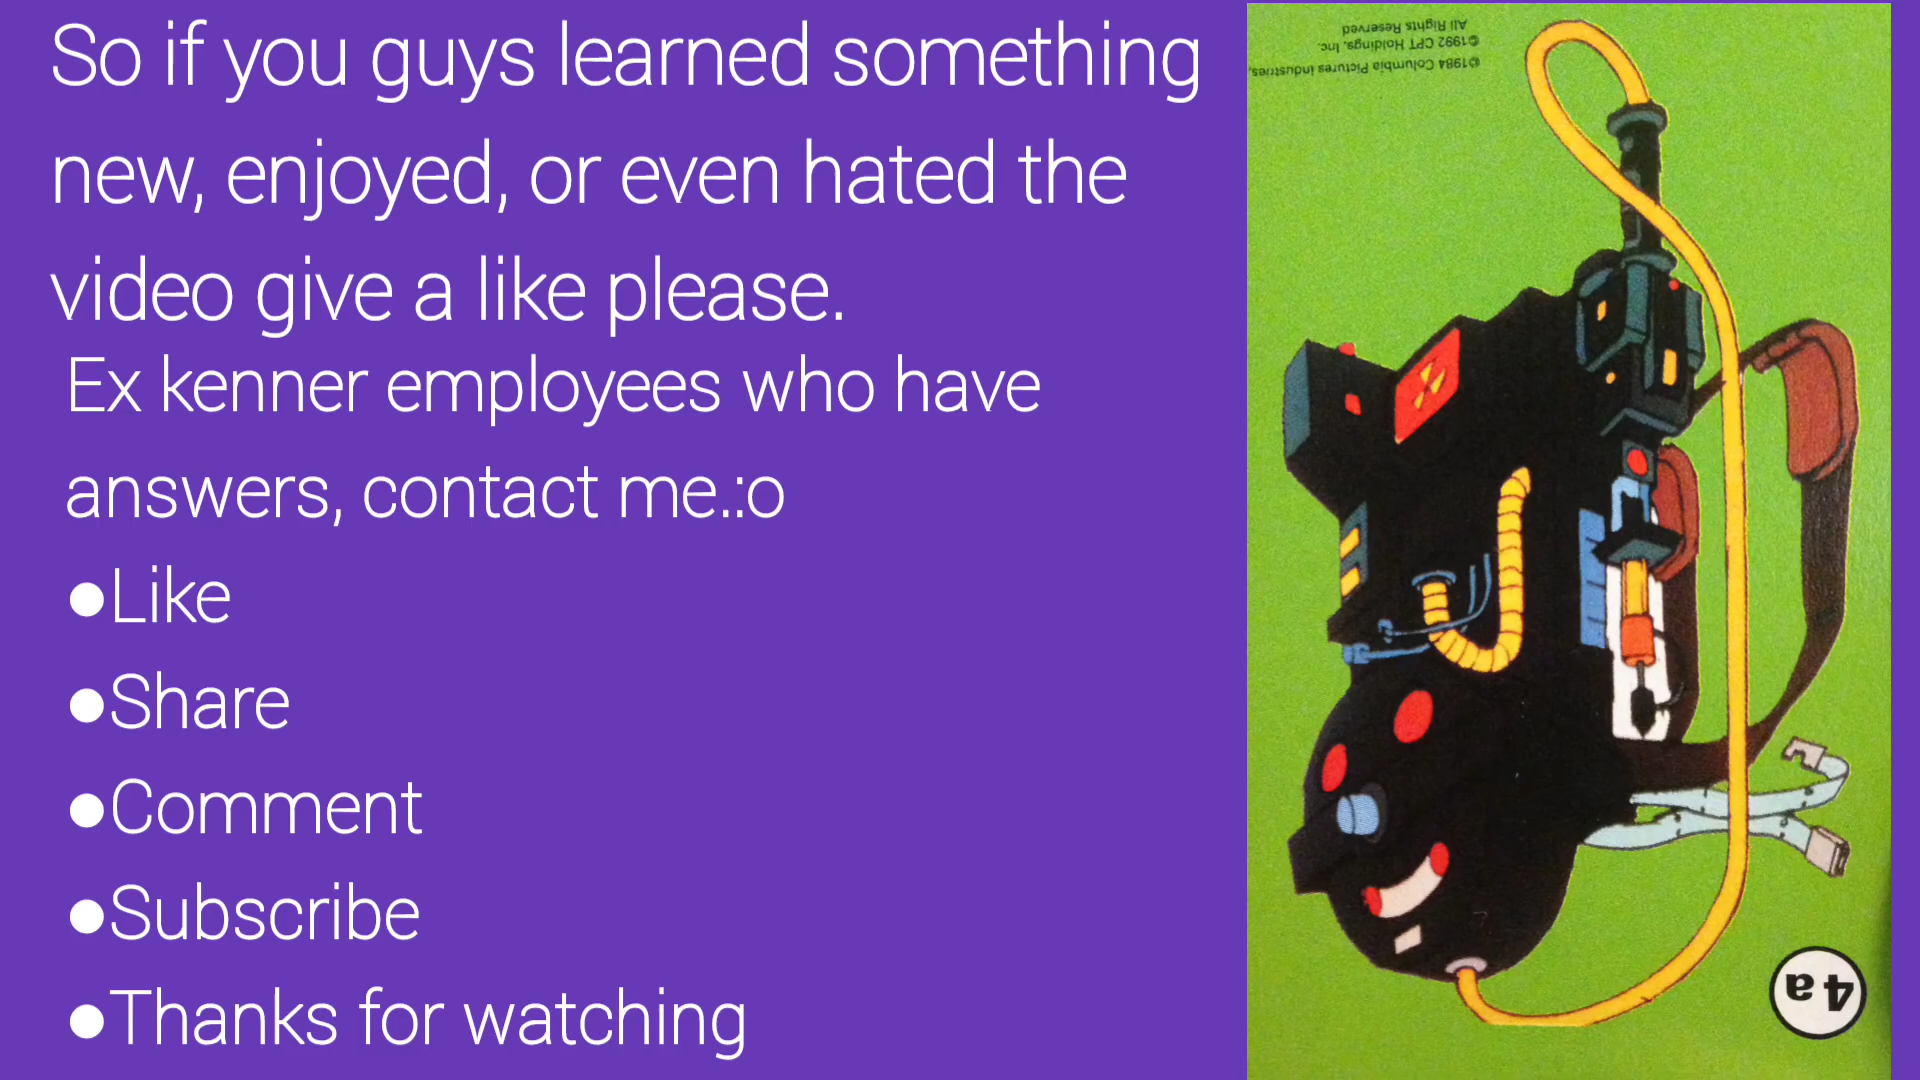 So if you guys learned something
new, enjoyed, or even hated the
video give a like please.
Ex kenner employees who have
answers, contact me.:o
●Like
●Share
●Comment
●Subscribe
●Thanks for watching
©1984 Columbia Pictures Industries,
©1992 CPT Holdings, Inc.
All Rights Reserved
4a